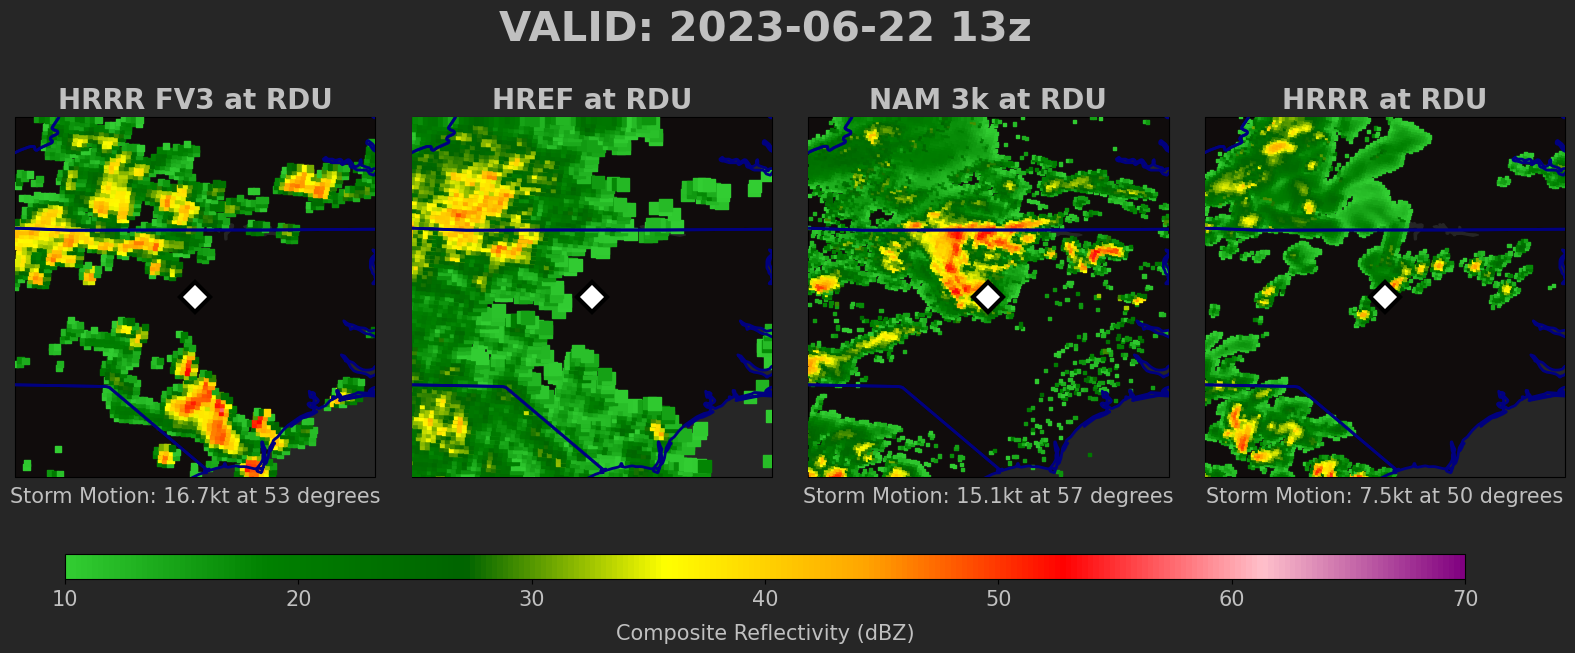 VALID: 2023-06-22 13z
HRRR FV3 at RDU
HREF at RDU
NAM 3k at RDU
HRRR at RDU
Storm Motion: 16.7kt at 53 degrees
Storm Motion: 15.1kt at 57 degrees
Storm Motion: 7.5kt at 50 degrees
10 20 30 40 50 60 70
Composite Reflectivity (dBZ)